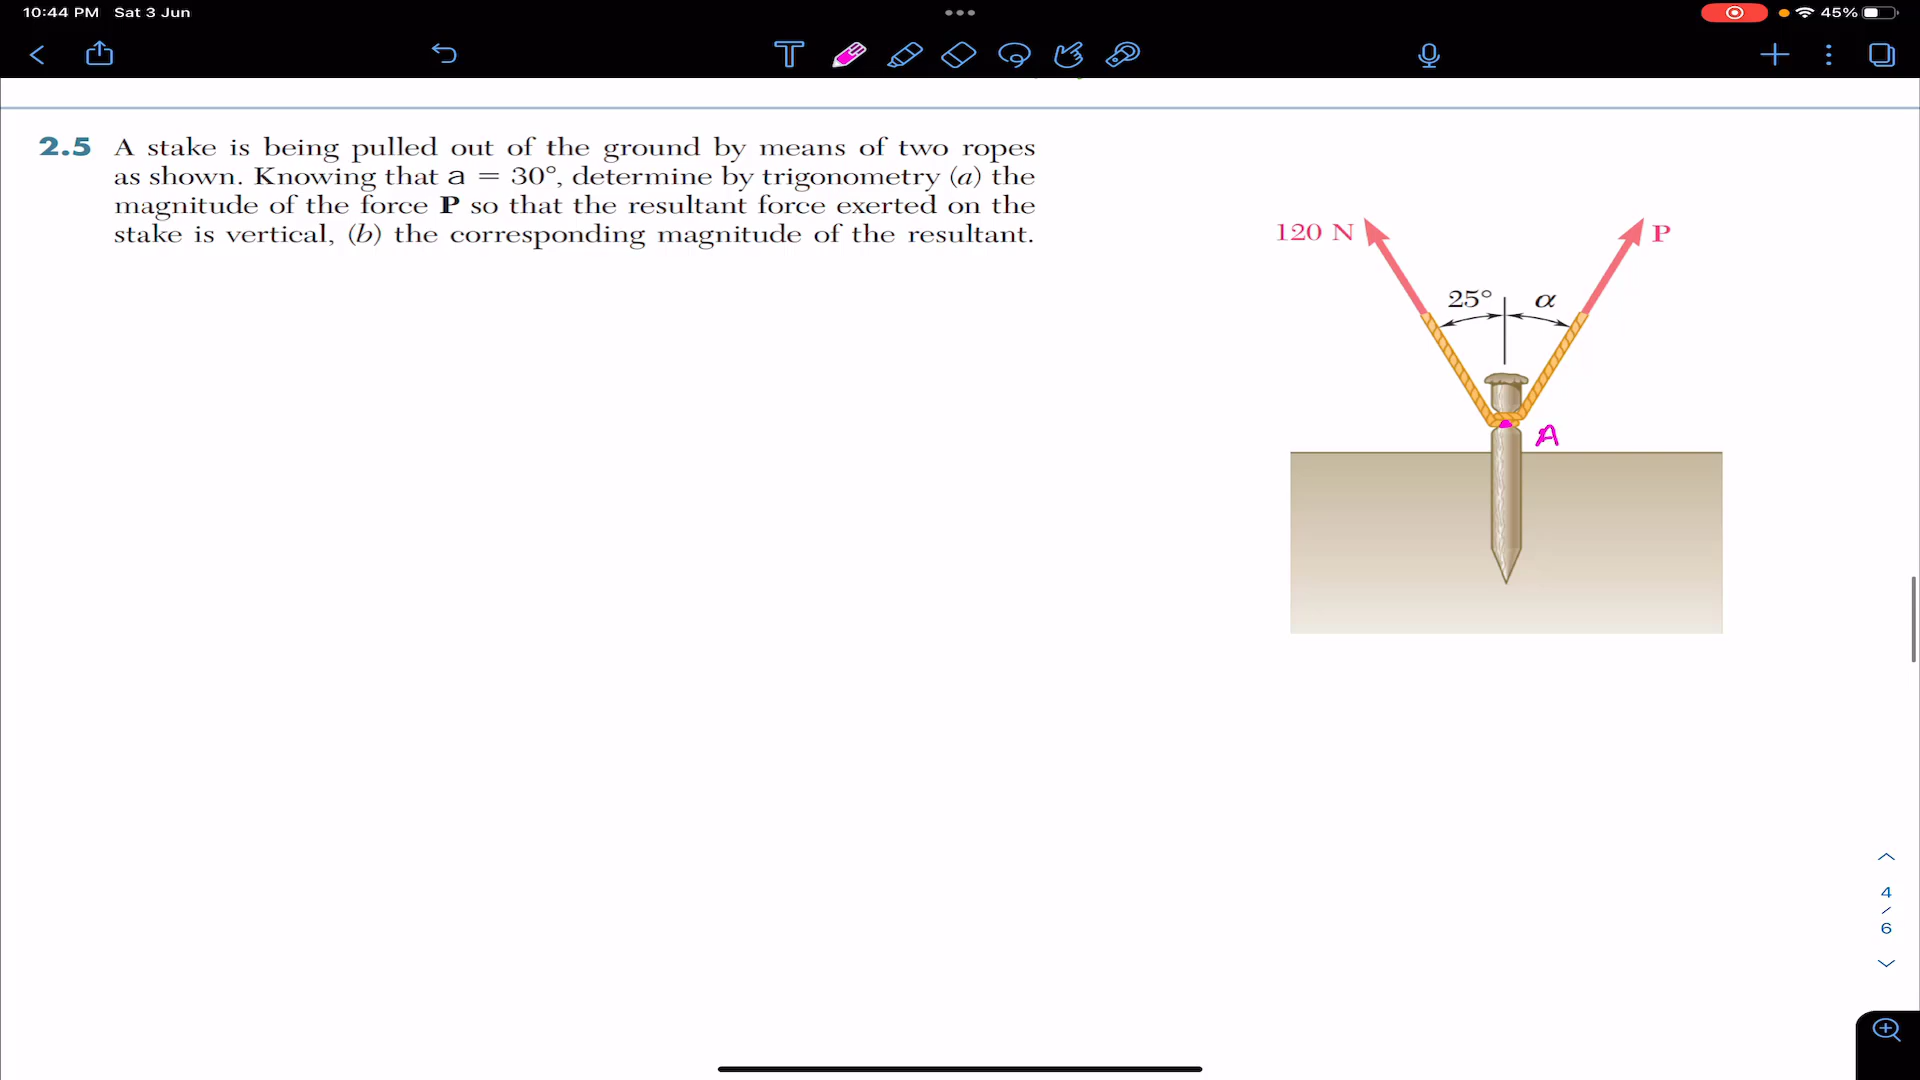 10:44 PM Sat 3 Jun
45%
T
2.5 A stake is being pulled out of the ground by means of two ropes
as shown. Knowing that a = 30°, determine by trigonometry (a) the
magnitude of the force P so that the resultant force exerted on the
stake is vertical, (b) the corresponding magnitude of the resultant.
120 N
P
25°
α
A
4
/
6